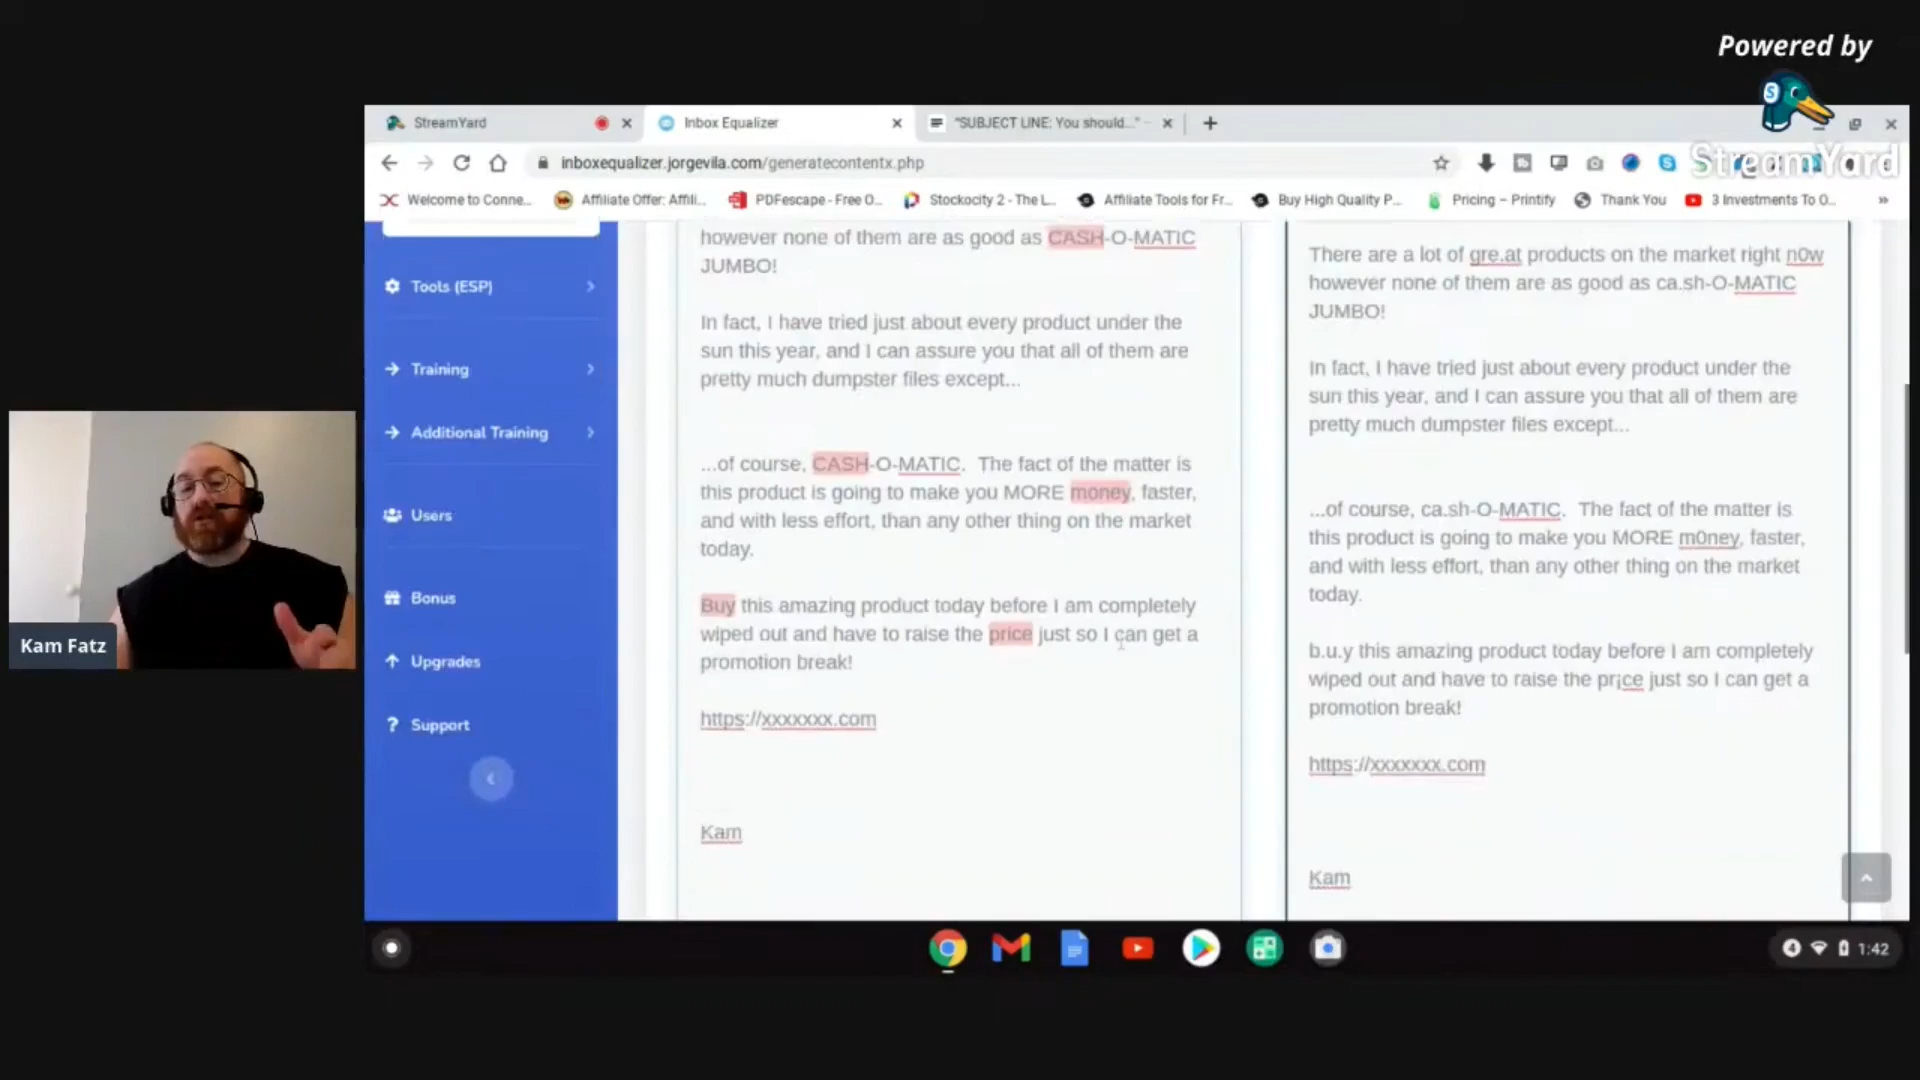 Powered by
StreamYard
StreamYard
Inbox Equalizer
"SUBJECT LINE: You should..."
inboxequalizer.jorgevila.com/generatecontentx.php
Welcome to Conne...
Affiliate Offer: Affili...
PDFescape - Free O...
Stockocity 2 - The L...
Affiliate Tools for Fr...
Buy High Quality P...
Pricing – Printify
Thank You
3 Investments To O...
Tools (ESP)
Training
Additional Training
Users
Bonus
Upgrades
Support
however none of them are as good as CASH-O-MATIC
JUMBO!
In fact, I have tried just about every product under the
sun this year, and I can assure you that all of them are
pretty much dumpster files except...
...of course, CASH-O-MATIC.  The fact of the matter is
this product is going to make you MORE money, faster,
and with less effort, than any other thing on the market
today.
Buy this amazing product today before I am completely
wiped out and have to raise the price just so I can get a
promotion break!
https://xxxxxxx.com
Kam
There are a lot of gre.at products on the market right n0w
however none of them are as good as ca.sh-O-MATIC
JUMBO!
In fact, I have tried just about every product under the
sun this year, and I can assure you that all of them are
pretty much dumpster files except...
...of course, ca.sh-O-MATIC.  The fact of the matter is
this product is going to make you MORE m0ney, faster,
and with less effort, than any other thing on the market
today.
b.u.y this amazing product today before I am completely
wiped out and have to raise the pr¡ce just so I can get a
promotion break!
https://xxxxxxx.com
Kam
Kam Fatz
4
1:42